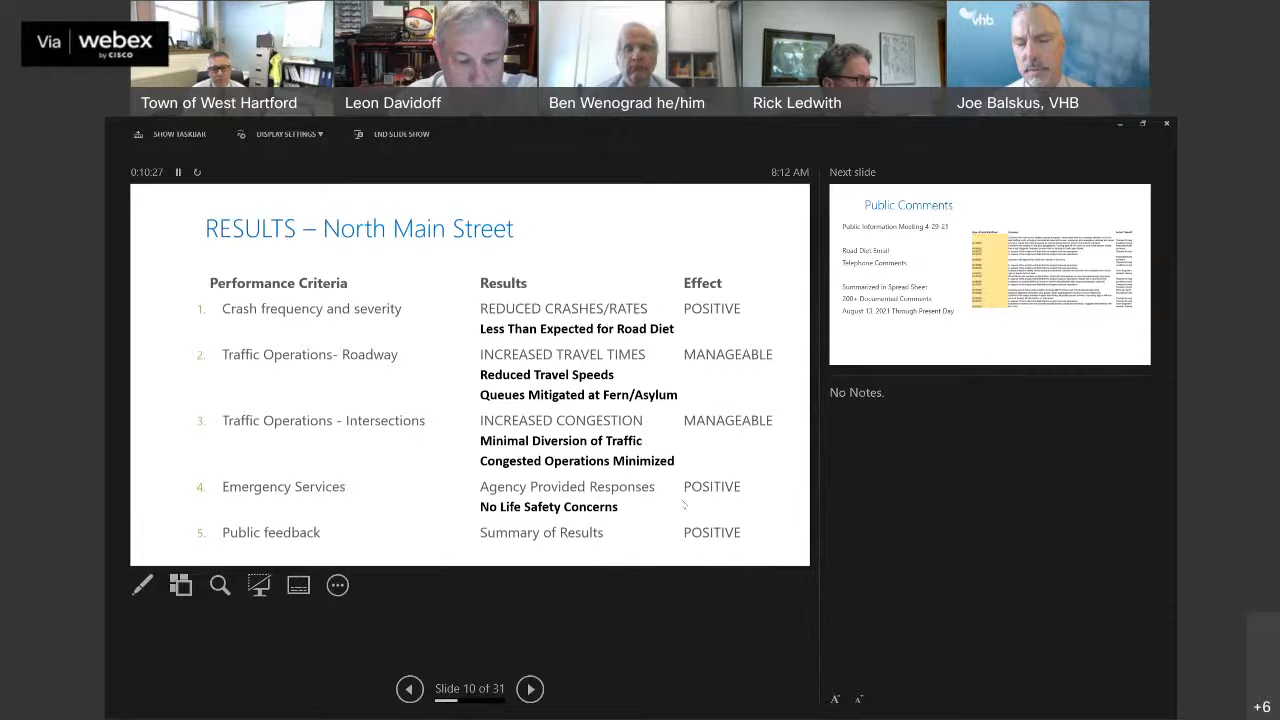 Via webex
by CISCO
vhb
Town of West Hartford
Leon Davidoff
Ben Wenograd he/him
Rick Ledwith
Joe Balskus, VHB
SHOW TASKBAR
DISPLAY SETTINGS ▾
END SLIDE SHOW
0:10:27
8:12 AM
RESULTS – North Main Street
Performance Criteria Results Effect
1. Crash frequency and severity REDUCED CRASHES/RATES POSITIVE
Less Than Expected for Road Diet
2. Traffic Operations- Roadway INCREASED TRAVEL TIMES MANAGEABLE
Reduced Travel Speeds
Queues Mitigated at Fern/Asylum
3. Traffic Operations - Intersections INCREASED CONGESTION MANAGEABLE
Minimal Diversion of Traffic
Congested Operations Minimized
4. Emergency Services Agency Provided Responses POSITIVE
No Life Safety Concerns
5. Public feedback Summary of Results POSITIVE
Slide 10 of 31
Next slide
Public Comments
Public Information Meeting 4-29-21
Road Diet Email
Telephone Comments
Summarized in Spread Sheet
200+ Documented Comments
August 13, 2021 Through Present Day
No Notes.
A A
+6